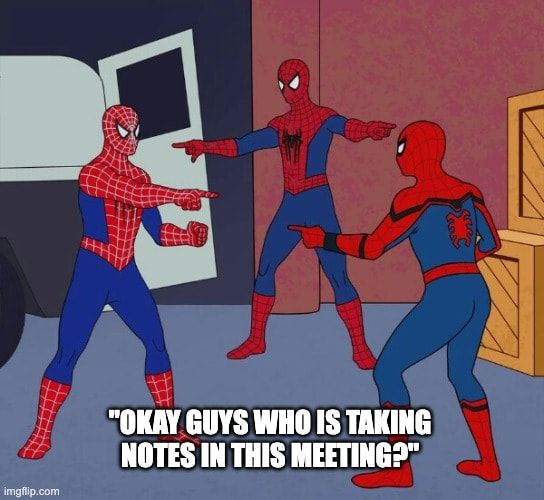 "OKAY GUYS WHO IS TAKING
NOTES IN THIS MEETING?"
imgflip.com